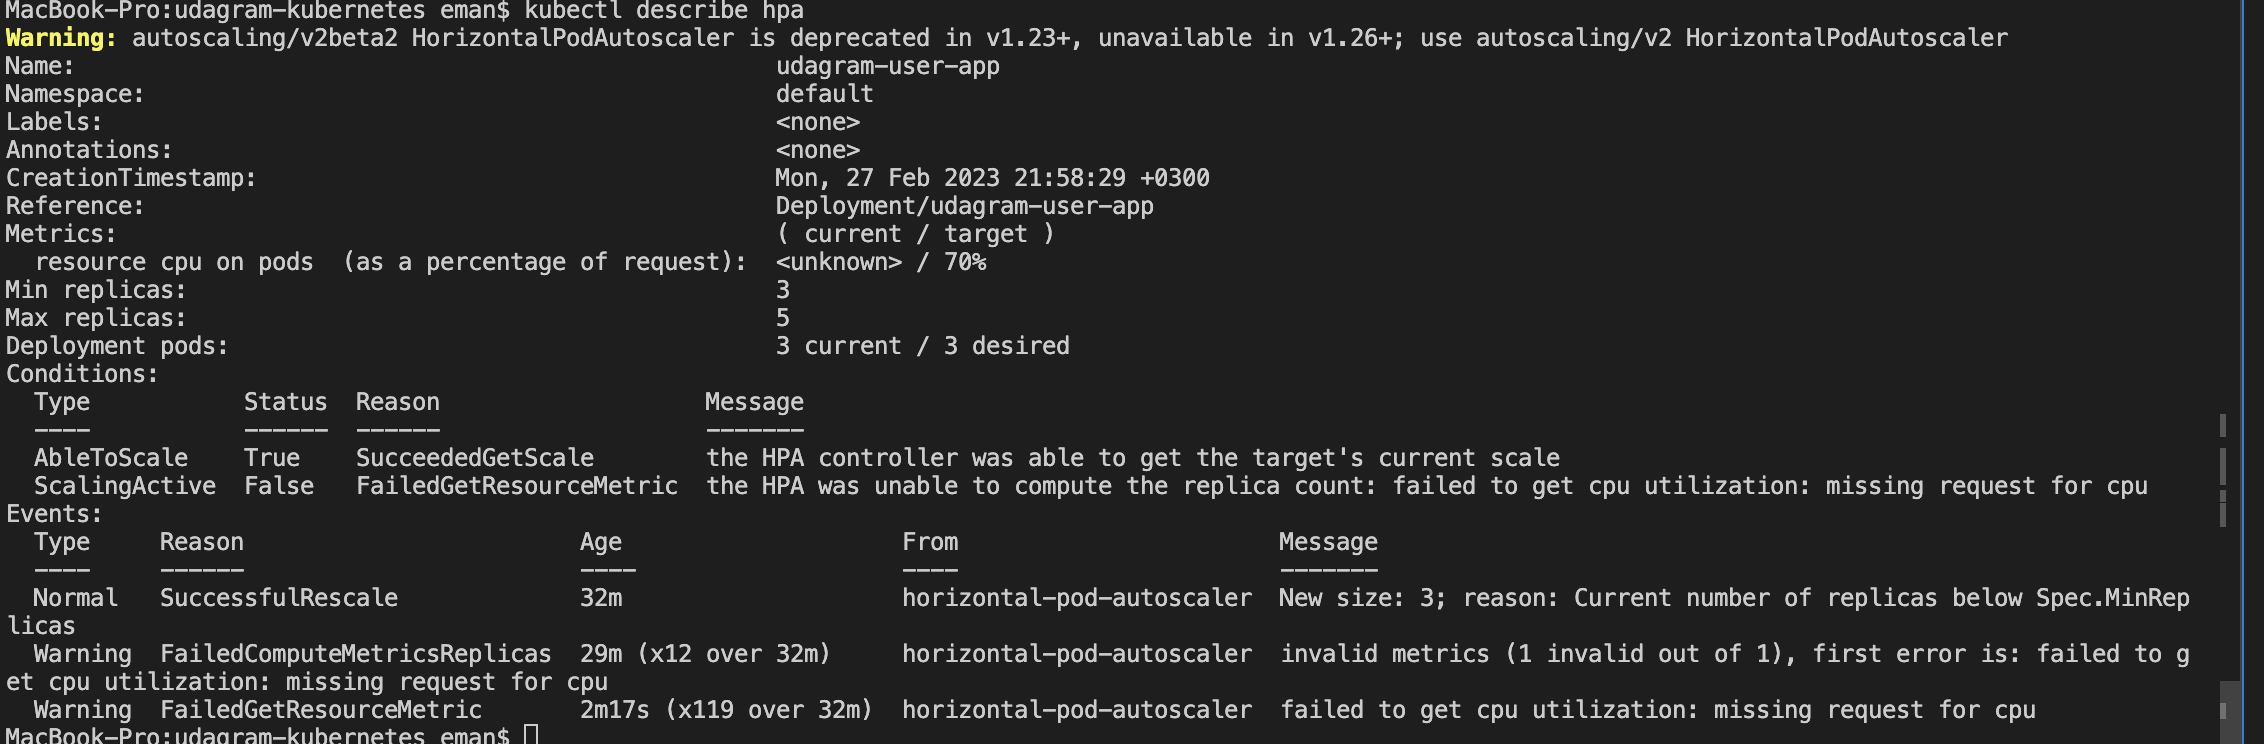 MacBook-Pro:udagram-kubernetes eman$ kubectl describe hpa
Warning: autoscaling/v2beta2 HorizontalPodAutoscaler is deprecated in v1.23+, unavailable in v1.26+; use autoscaling/v2 HorizontalPodAutoscaler
Name:                                                  udagram-user-app
Namespace:                                             default
Labels:                                                <none>
Annotations:                                           <none>
CreationTimestamp:                                     Mon, 27 Feb 2023 21:58:29 +0300
Reference:                                             Deployment/udagram-user-app
Metrics:                                               ( current / target )
  resource cpu on pods  (as a percentage of request):  <unknown> / 70%
Min replicas:                                          3
Max replicas:                                          5
Deployment pods:                                       3 current / 3 desired
Conditions:
  Type           Status  Reason                   Message
  ----           ------  ------                   -------
  AbleToScale    True    SucceededGetScale        the HPA controller was able to get the target's current scale
  ScalingActive  False   FailedGetResourceMetric  the HPA was unable to compute the replica count: failed to get cpu utilization: missing request for cpu
Events:
  Type     Reason                        Age                    From                       Message
  ----     ------                        ----                   ----                       -------
  Normal   SuccessfulRescale             32m                    horizontal-pod-autoscaler  New size: 3; reason: Current number of replicas below Spec.MinRep
licas
  Warning  FailedComputeMetricsReplicas  29m (x12 over 32m)     horizontal-pod-autoscaler  invalid metrics (1 invalid out of 1), first error is: failed to g
et cpu utilization: missing request for cpu
  Warning  FailedGetResourceMetric       2m17s (x119 over 32m)  horizontal-pod-autoscaler  failed to get cpu utilization: missing request for cpu
MacBook-Pro:udagram-kubernetes eman$